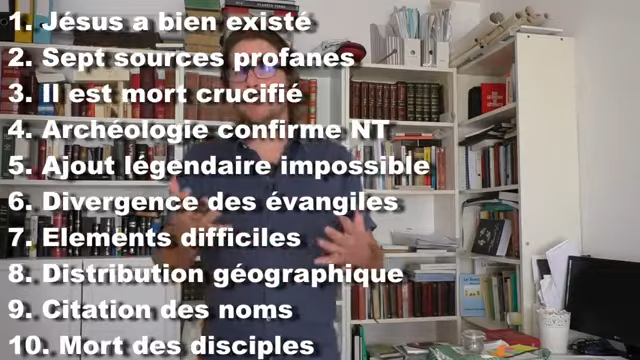 1. Jésus a bien existé
2. Sept sources profanes
3. Il est mort crucifié
4. Archéologie confirme NT
5. Ajout légendaire impossible
6. Divergence des évangiles
7. Elements difficiles
8. Distribution géographique
9. Citation des noms
10. Mort des disciples